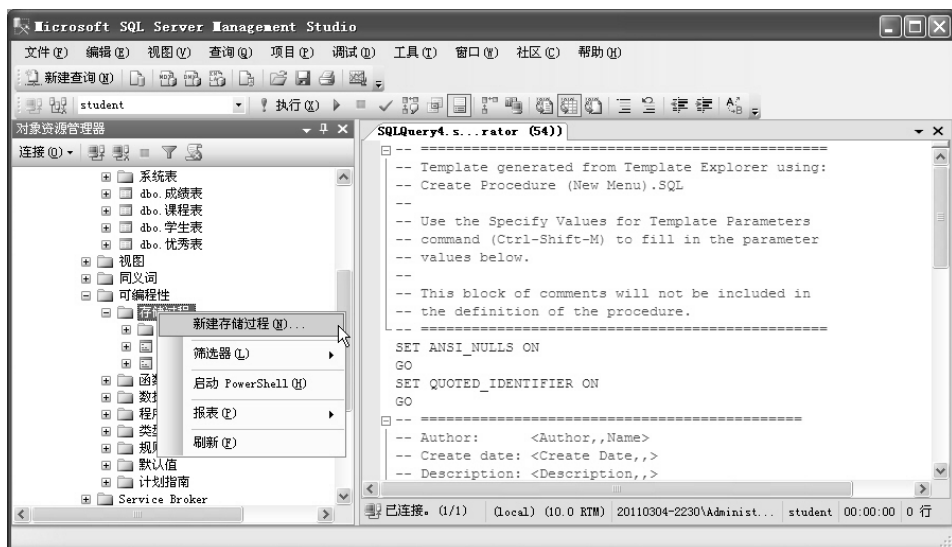 Microsoft SQL Server Management Studio
文件(F) 编辑(E) 视图(V) 查询(Q) 项目(P) 调试(D) 工具(T) 窗口(W) 社区(C) 帮助(H)
新建查询(N)
student 执行(X)
对象资源管理器
连接(O)
系统表
dbo.成绩表
dbo.课程表
dbo.学生表
dbo.优秀表
视图
同义词
可编程性
新建存储过程(N)...
筛选器(L)
启动 PowerShell(H)
报表(P)
刷新(F)
默认值
计划指南
Service Broker
SQLQuery4.s...rator (54))
-- =============================================
-- Template generated from Template Explorer using:
-- Create Procedure (New Menu).SQL
--
-- Use the Specify Values for Template Parameters
-- command (Ctrl-Shift-M) to fill in the parameter
-- values below.
--
-- This block of comments will not be included in
-- the definition of the procedure.
-- =============================================
SET ANSI_NULLS ON
GO
SET QUOTED_IDENTIFIER ON
GO
-- =============================================
-- Author: <Author,,Name>
-- Create date: <Create Date,,>
-- Description: <Description,,>
已连接。(1/1) (local) (10.0 RTM) 20110304-2230\Administ... student 00:00:00 0 行